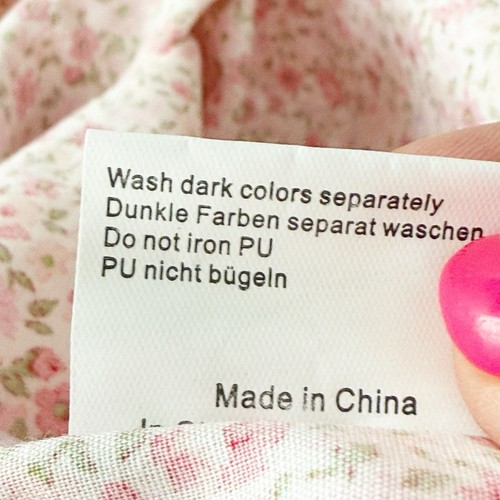 Wash dark colors separately
Dunkle Farben separat waschen
Do not iron PU
PU nicht bügeln
Made in China